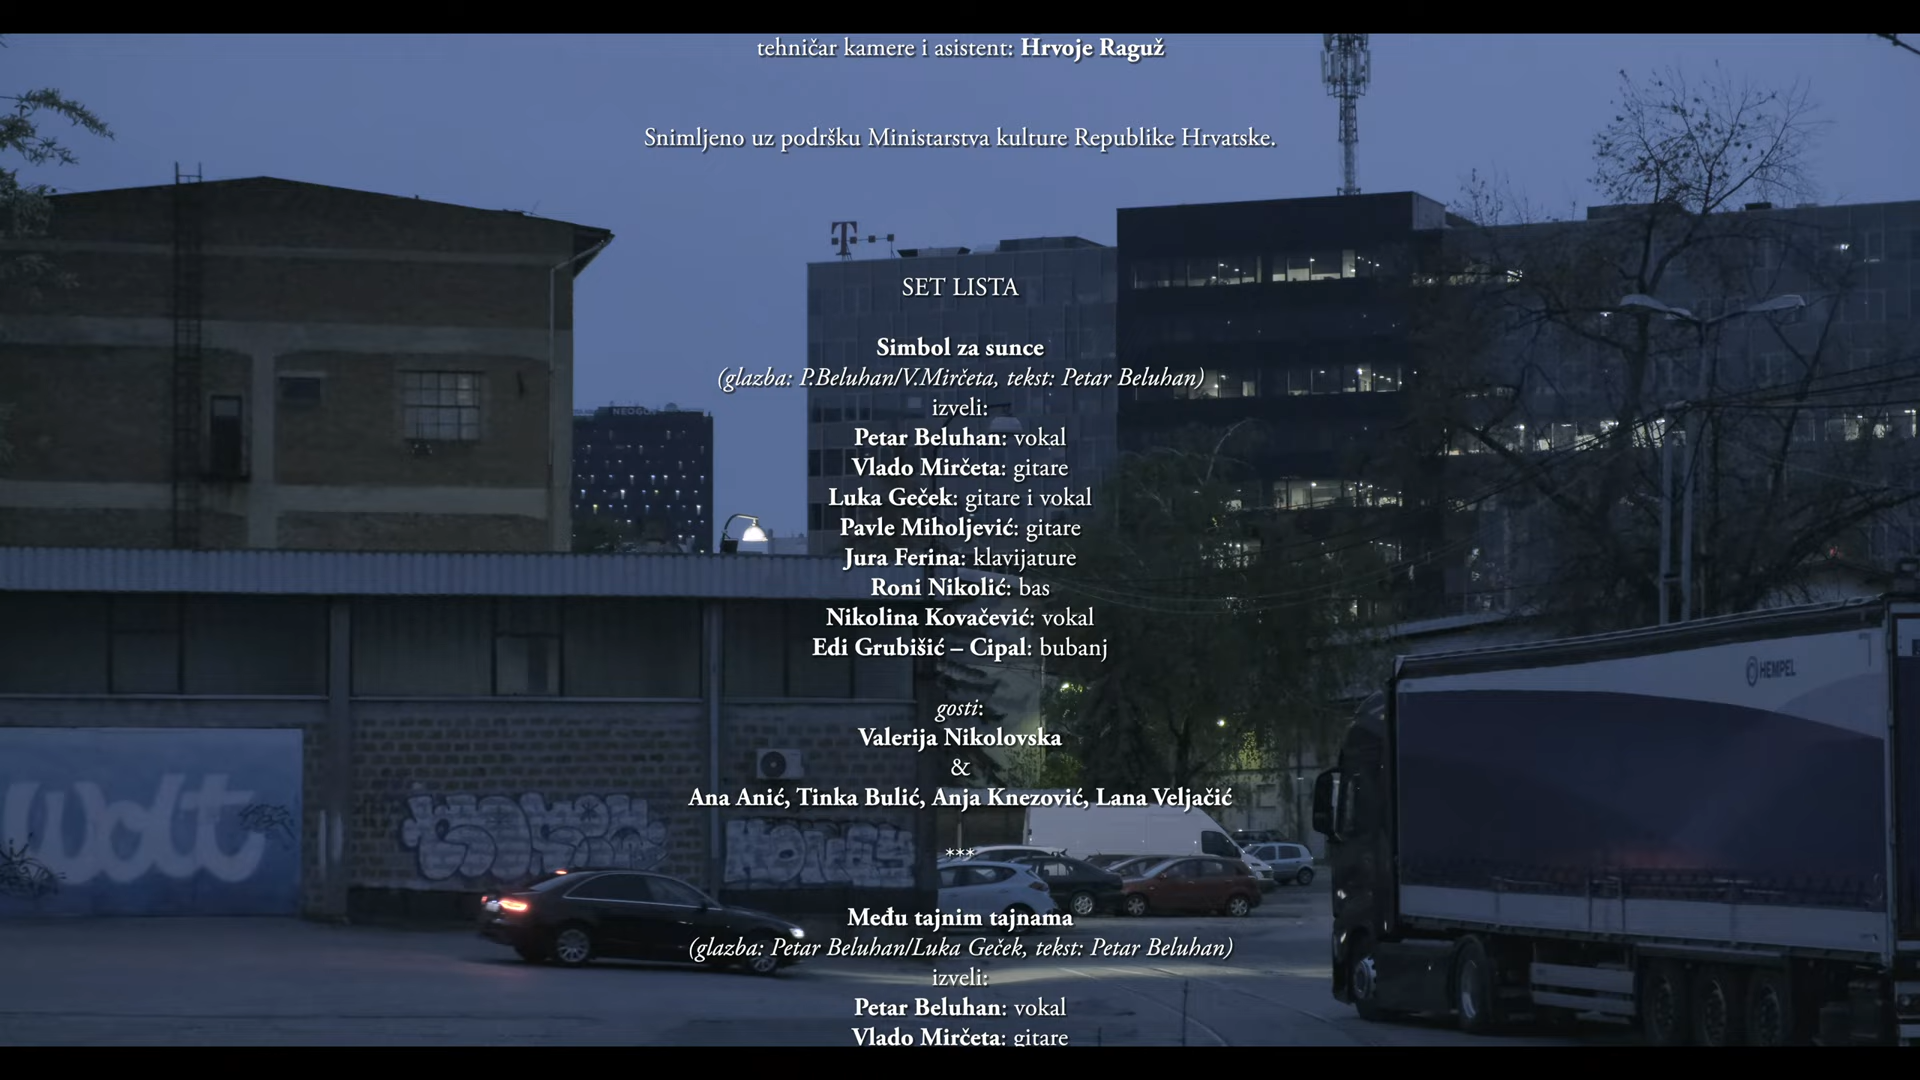 tehničar kamere i asistent: Hrvoje Raguž
Snimljeno uz podršku Ministarstva kulture Republike Hrvatske.
T
SET LISTA
Simbol za sunce
(glazba: P.Beluhan/V.Mirčeta, tekst: Petar Beluhan)
izveli:
NEOGOS
Petar Beluhan: vokal
Vlado Mirčeta: gitare
Luka Geček: gitare i vokal
Pavle Miholjević: gitare
Jura Ferina: klavijature
Roni Nikolić: bas
Nikolina Kovačević: vokal
Edi Grubišić – Cipal: bubanj
HEMPEL
gosti:
Valerija Nikolovska
&
Ana Anić, Tinka Bulić, Anja Knezović, Lana Veljačić
Wolt
***
Među tajnim tajnama
(glazba: Petar Beluhan/Luka Geček, tekst: Petar Beluhan)
izveli:
Petar Beluhan: vokal
Vlado Mirčeta: gitare